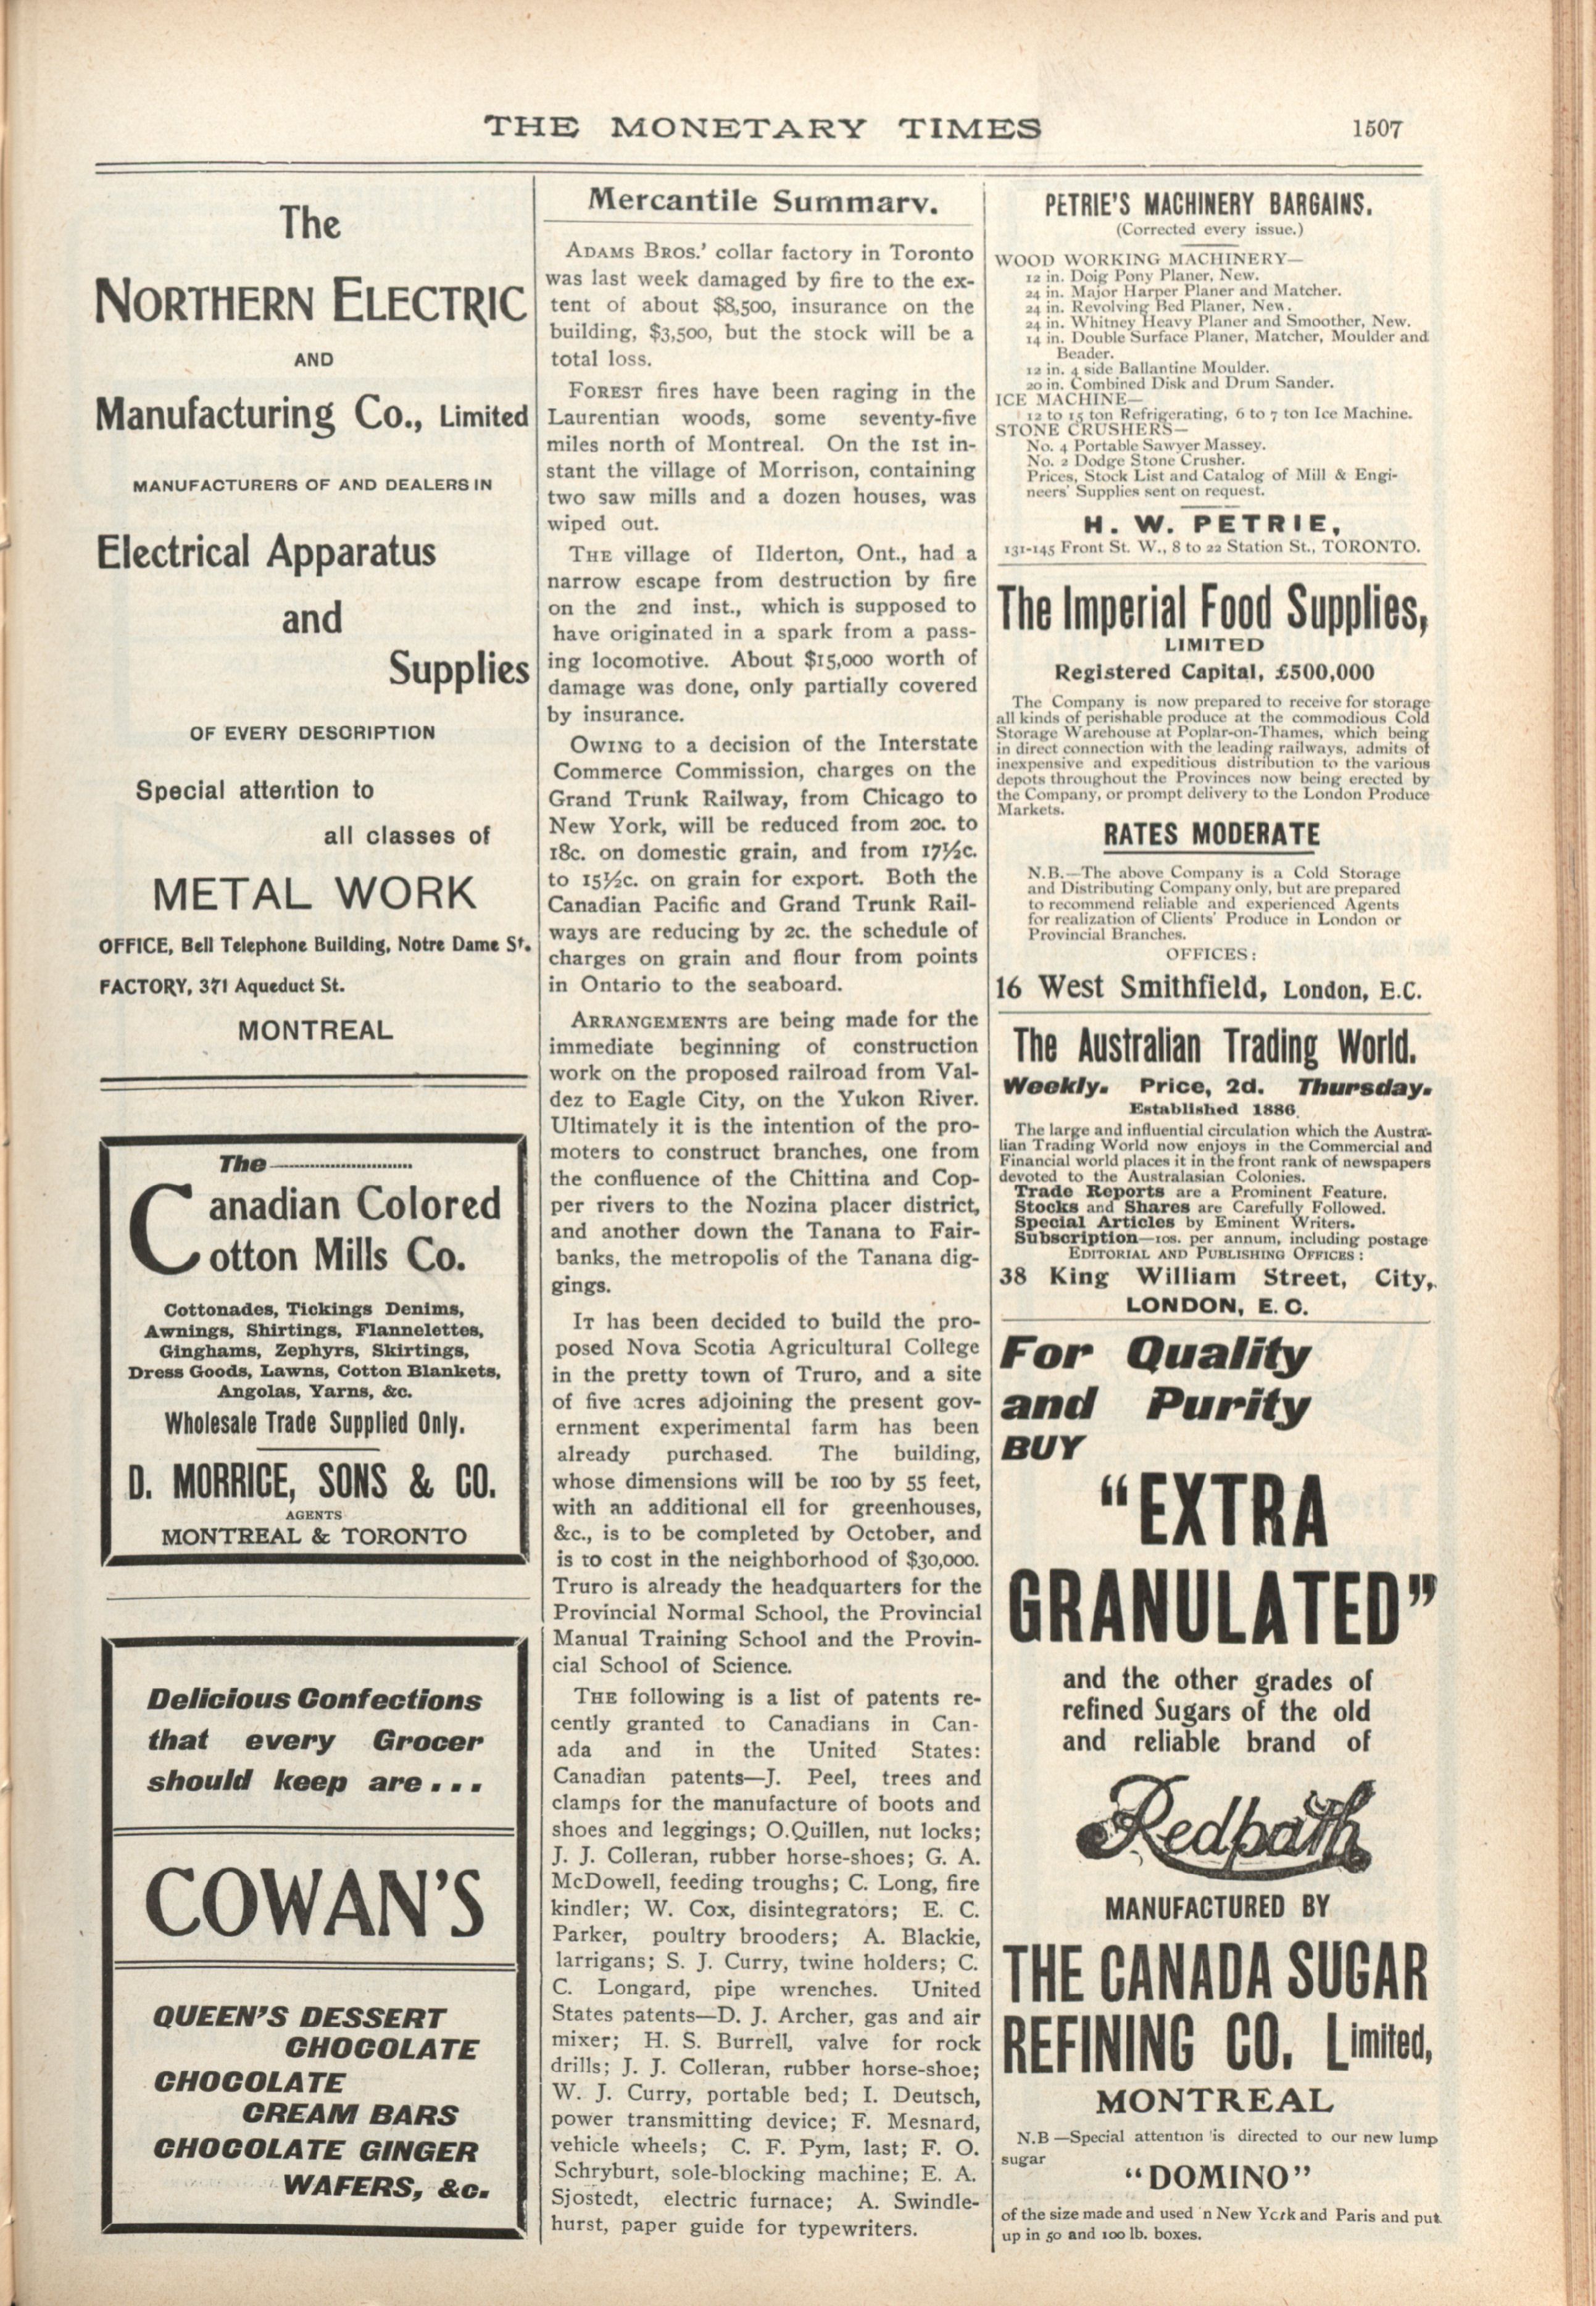 THE MONETARY TIMES
1507
The
NORTHERN ELECTRIC
AND
Manufacturing Co., Limited
MANUFACTURERS OF AND DEALERS IN
Electrical Apparatus
and
Supplies
OF EVERY DESCRIPTION
Special attention to
all classes of
METAL WORK
OFFICE, Bell Telephone Building, Notre Dame St.
FACTORY, 371 Aqueduct St.
MONTREAL
The
Canadian Colored
Cotton Mills Co.
Cottonades, Tickings Denims,
Awnings, Shirtings, Flannelettes,
Ginghams, Zephyrs, Skirtings,
Dress Goods, Lawns, Cotton Blankets,
Angolas, Yarns, &c.
Wholesale Trade Supplied Only.
D. MORRICE, SONS & CO.
AGENTS
MONTREAL & TORONTO
Delicious Confections
that every Grocer
should keep are...
COWAN'S
QUEEN'S DESSERT
CHOCOLATE
CHOCOLATE
CREAM BARS
CHOCOLATE GINGER
WAFERS, &c.
Mercantile Summary.
ADAMS BROS.' collar factory in Toronto
was last week damaged by fire to the ex-
tent of about $8,500, insurance on the
building, $3,500, but the stock will be a
total loss.
FOREST fires have been raging in the
Laurentian woods, some seventy-five
miles north of Montreal. On the 1st in-
stant the village of Morrison, containing
two saw mills and a dozen houses, was
wiped out.
THE village of Ilderton, Ont., had a
narrow escape from destruction by fire
on the 2nd inst., which is supposed to
have originated in a spark from a pass-
ing locomotive. About $15,000 worth of
damage was done, only partially covered
by insurance.
OWING to a decision of the Interstate
Commerce Commission, charges on the
Grand Trunk Railway, from Chicago to
New York, will be reduced from 20c. to
18c. on domestic grain, and from 17½c.
to 15½c. on grain for export. Both the
Canadian Pacific and Grand Trunk Rail-
ways are reducing by 2c. the schedule of
charges on grain and flour from points
in Ontario to the seaboard.
ARRANGEMENTS are being made for the
immediate beginning of construction
work on the proposed railroad from Val-
dez to Eagle City, on the Yukon River.
Ultimately it is the intention of the pro-
moters to construct branches, one from
the confluence of the Chittina and Cop-
per rivers to the Nozina placer district,
and another down the Tanana to Fair-
banks, the metropolis of the Tanana dig-
gings.
IT has been decided to build the pro-
posed Nova Scotia Agricultural College
in the pretty town of Truro, and a site
of five acres adjoining the present gov-
ernment experimental farm has been
already purchased. The building,
whose dimensions will be 100 by 55 feet,
with an additional ell for greenhouses,
&c., is to be completed by October, and
is to cost in the neighborhood of $30,000.
Truro is already the headquarters for the
Provincial Normal School, the Provincial
Manual Training School and the Provin-
cial School of Science.
THE following is a list of patents re-
cently granted to Canadians in Can-
ada and in the United States:
Canadian patents—J. Peel, trees and
clamps for the manufacture of boots and
shoes and leggings; O.Quillen, nut locks;
J. J. Colleran, rubber horse-shoes; G. A.
McDowell, feeding troughs; C. Long, fire
kindler; W. Cox, disintegrators; E. C.
Parker, poultry brooders; A. Blackie,
larrigans; S. J. Curry, twine holders; C.
C. Longard, pipe wrenches. United
States patents—D. J. Archer, gas and air
mixer; H. S. Burrell, valve for rock
drills; J. J. Colleran, rubber horse-shoe;
W. J. Curry, portable bed; I. Deutsch,
power transmitting device; F. Mesnard,
vehicle wheels; C. F. Pym, last; F. O.
Schryburt, sole-blocking machine; E. A.
Sjostedt, electric furnace; A. Swindle-
hurst, paper guide for typewriters.
PETRIE'S MACHINERY BARGAINS.
(Corrected every issue.)
WOOD WORKING MACHINERY—
12 in. Doig Pony Planer, New.
24 in. Major Harper Planer and Matcher.
24 in. Revolving Bed Planer, New.
24 in. Whitney Heavy Planer and Smoother, New.
14 in. Double Surface Planer, Matcher, Moulder and
Beader.
12 in. 4 side Ballantine Moulder.
20 in. Combined Disk and Drum Sander.
ICE MACHINE—
12 to 15 ton Refrigerating, 6 to 7 ton Ice Machine.
STONE CRUSHERS—
No. 4 Portable Sawyer Massey.
No. 2 Dodge Stone Crusher.
Prices, Stock List and Catalog of Mill & Engi-
neers' Supplies sent on request.
H. W. PETRIE,
131-145 Front St. W., 8 to 22 Station St., TORONTO.
The Imperial Food Supplies,
LIMITED
Registered Capital, £500,000
The Company is now prepared to receive for storage
all kinds of perishable produce at the commodious Cold
Storage Warehouse at Poplar-on-Thames, which being
in direct connection with the leading railways, admits of
inexpensive and expeditious distribution to the various
depots throughout the Provinces now being erected by
the Company, or prompt delivery to the London Produce
Markets.
RATES MODERATE
N.B.—The above Company is a Cold Storage
and Distributing Company only, but are prepared
to recommend reliable and experienced Agents
for realization of Clients' Produce in London or
Provincial Branches.
OFFICES:
16 West Smithfield, London, E.C.
The Australian Trading World.
Weekly. Price, 2d. Thursday.
Established 1886.
The large and influential circulation which the Austra-
lian Trading World now enjoys in the Commercial and
Financial world places it in the front rank of newspapers
devoted to the Australasian Colonies.
Trade Reports are a Prominent Feature.
Stocks and Shares are Carefully Followed.
Special Articles by Eminent Writers.
Subscription—10s. per annum, including postage
EDITORIAL AND PUBLISHING OFFICES:
38 King William Street, City,
LONDON, E. C.
For Quality
and Purity
BUY
"EXTRA
GRANULATED"
and the other grades of
refined Sugars of the old
and reliable brand of
Redpath
MANUFACTURED BY
THE CANADA SUGAR
REFINING CO. Limited,
MONTREAL
N.B—Special attention is directed to our new lump
sugar
"DOMINO"
of the size made and used in New York and Paris and put
up in 50 and 100 lb. boxes.